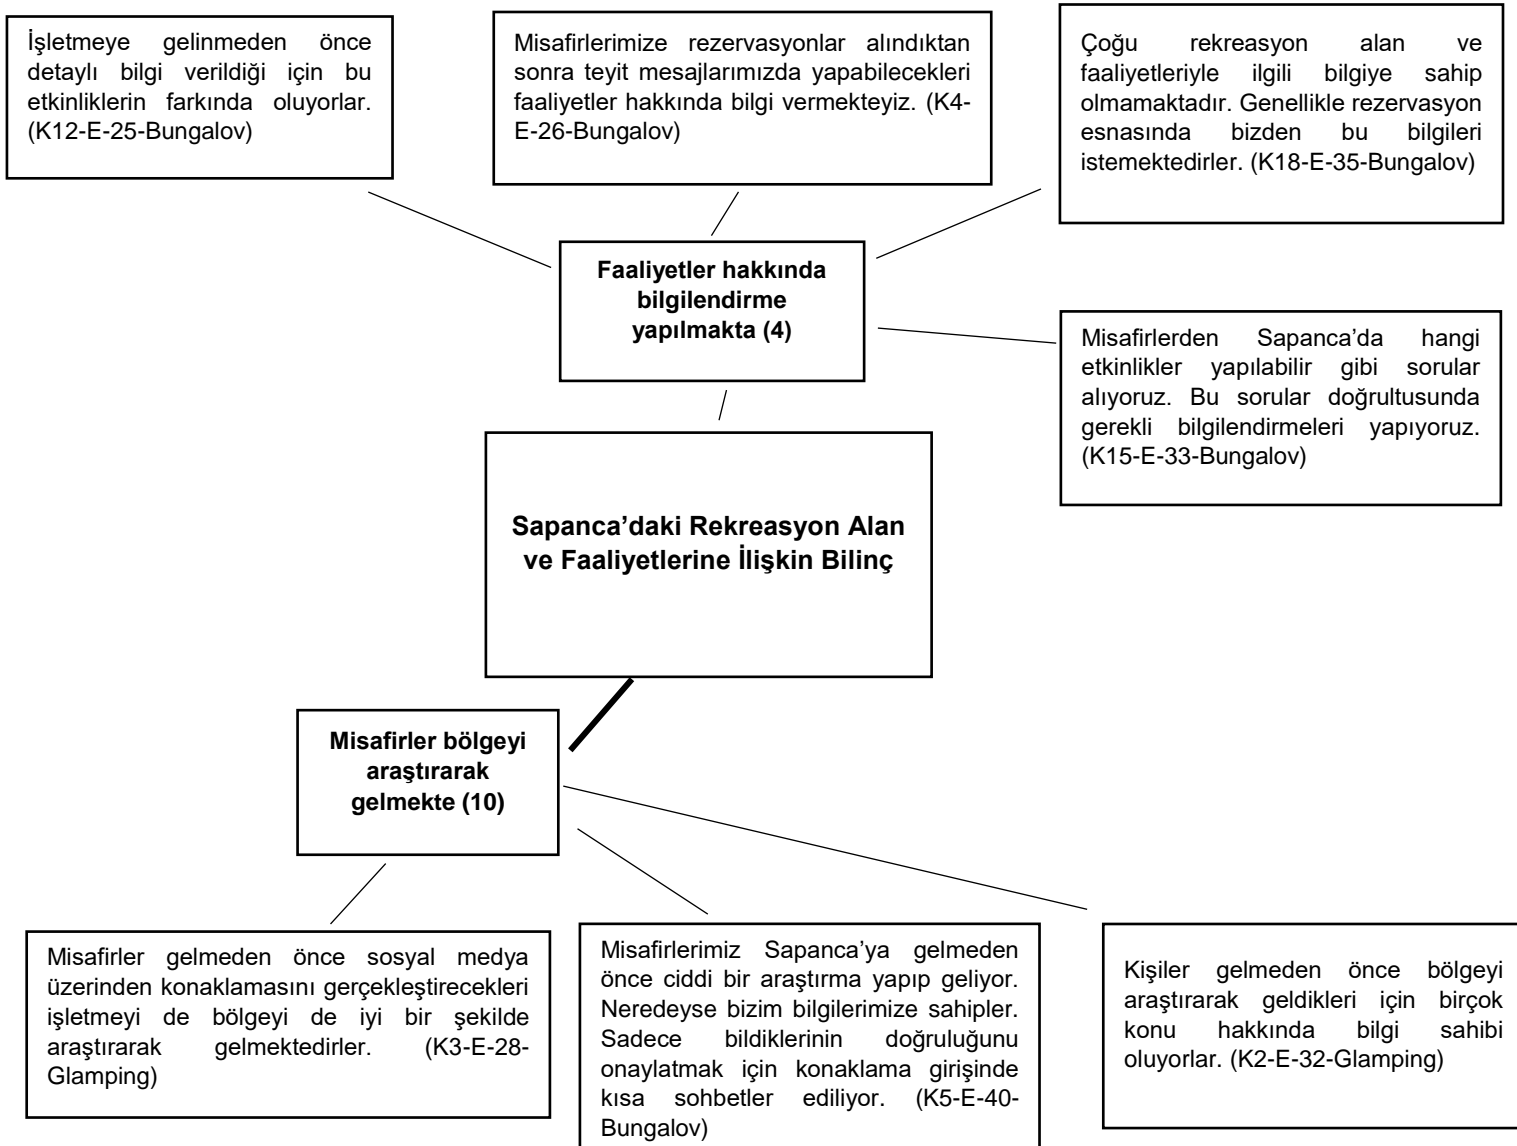 İşletmeye gelinmeden önce
detaylı bilgi verildiği için bu
etkinliklerin farkında oluyorlar.
(K12-E-25-Bungalov)
Misafirlerimize rezervasyonlar alındıktan
sonra teyit mesajlarımızda yapabilecekleri
faaliyetler hakkında bilgi vermekteyiz. (K4-
E-26-Bungalov)
Çoğu rekreasyon alan ve
faaliyetleriyle ilgili bilgiye sahip
olmamaktadır. Genellikle rezervasyon
esnasında bizden bu bilgileri
istemektedirler. (K18-E-35-Bungalov)
Faaliyetler hakkında
bilgilendirme
yapılmakta (4)
Misafirlerden Sapanca’da hangi
etkinlikler yapılabilir gibi sorular
alıyoruz. Bu sorular doğrultusunda
gerekli bilgilendirmeleri yapıyoruz.
(K15-E-33-Bungalov)
Sapanca’daki Rekreasyon Alan
ve Faaliyetlerine İlişkin Bilinç
Misafirler bölgeyi
araştırarak
gelmekte (10)
Misafirler gelmeden önce sosyal medya
üzerinden konaklamasını gerçekleştirecekleri
işletmeyi de bölgeyi de iyi bir şekilde
araştırarak gelmektedirler. (K3-E-28-
Glamping)
Misafirlerimiz Sapanca’ya gelmeden
önce ciddi bir araştırma yapıp geliyor.
Neredeyse bizim bilgilerimize sahipler.
Sadece bildiklerinin doğruluğunu
onaylatmak için konaklama girişinde
kısa sohbetler ediliyor. (K5-E-40-
Bungalov)
Kişiler gelmeden önce bölgeyi
araştırarak geldikleri için birçok
konu hakkında bilgi sahibi
oluyorlar. (K2-E-32-Glamping)